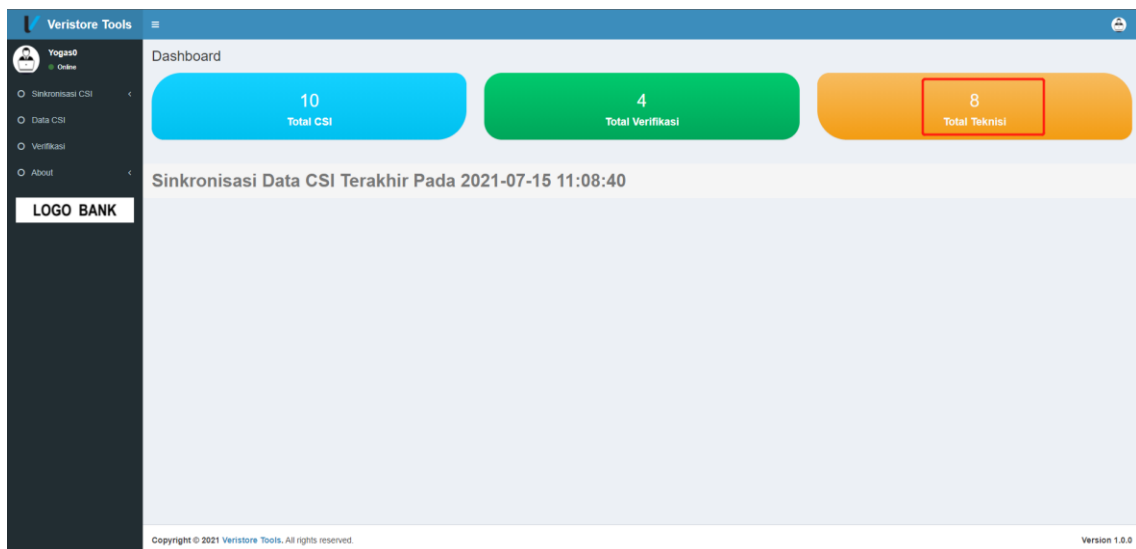 Veristore Tools
Yogas0
Online
Sinkronisasi CSI
Data CSI
Verifikasi
About
LOGO BANK
Dashboard
10
Total CSI
4
Total Verifikasi
8
Total Teknisi
Sinkronisasi Data CSI Terakhir Pada 2021-07-15 11:08:40
Copyright © 2021 Veristore Tools. All rights reserved.
Version 1.0.0